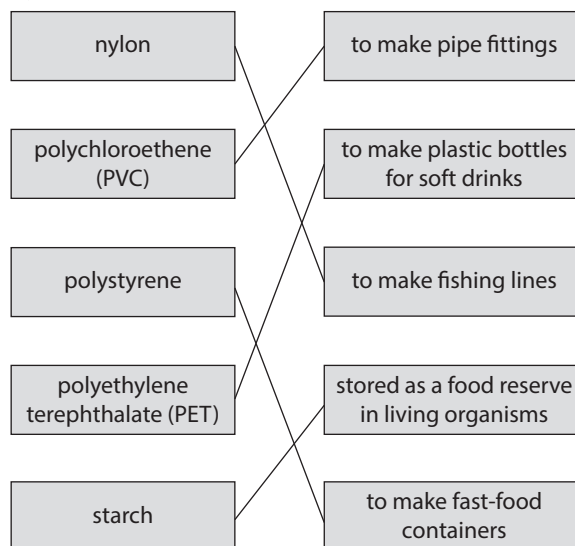 nylon
to make pipe fittings
polychloroethene
(PVC)
to make plastic bottles
for soft drinks
polystyrene
to make fishing lines
polyethylene
terephthalate (PET)
stored as a food reserve
in living organisms
starch
to make fast-food
containers